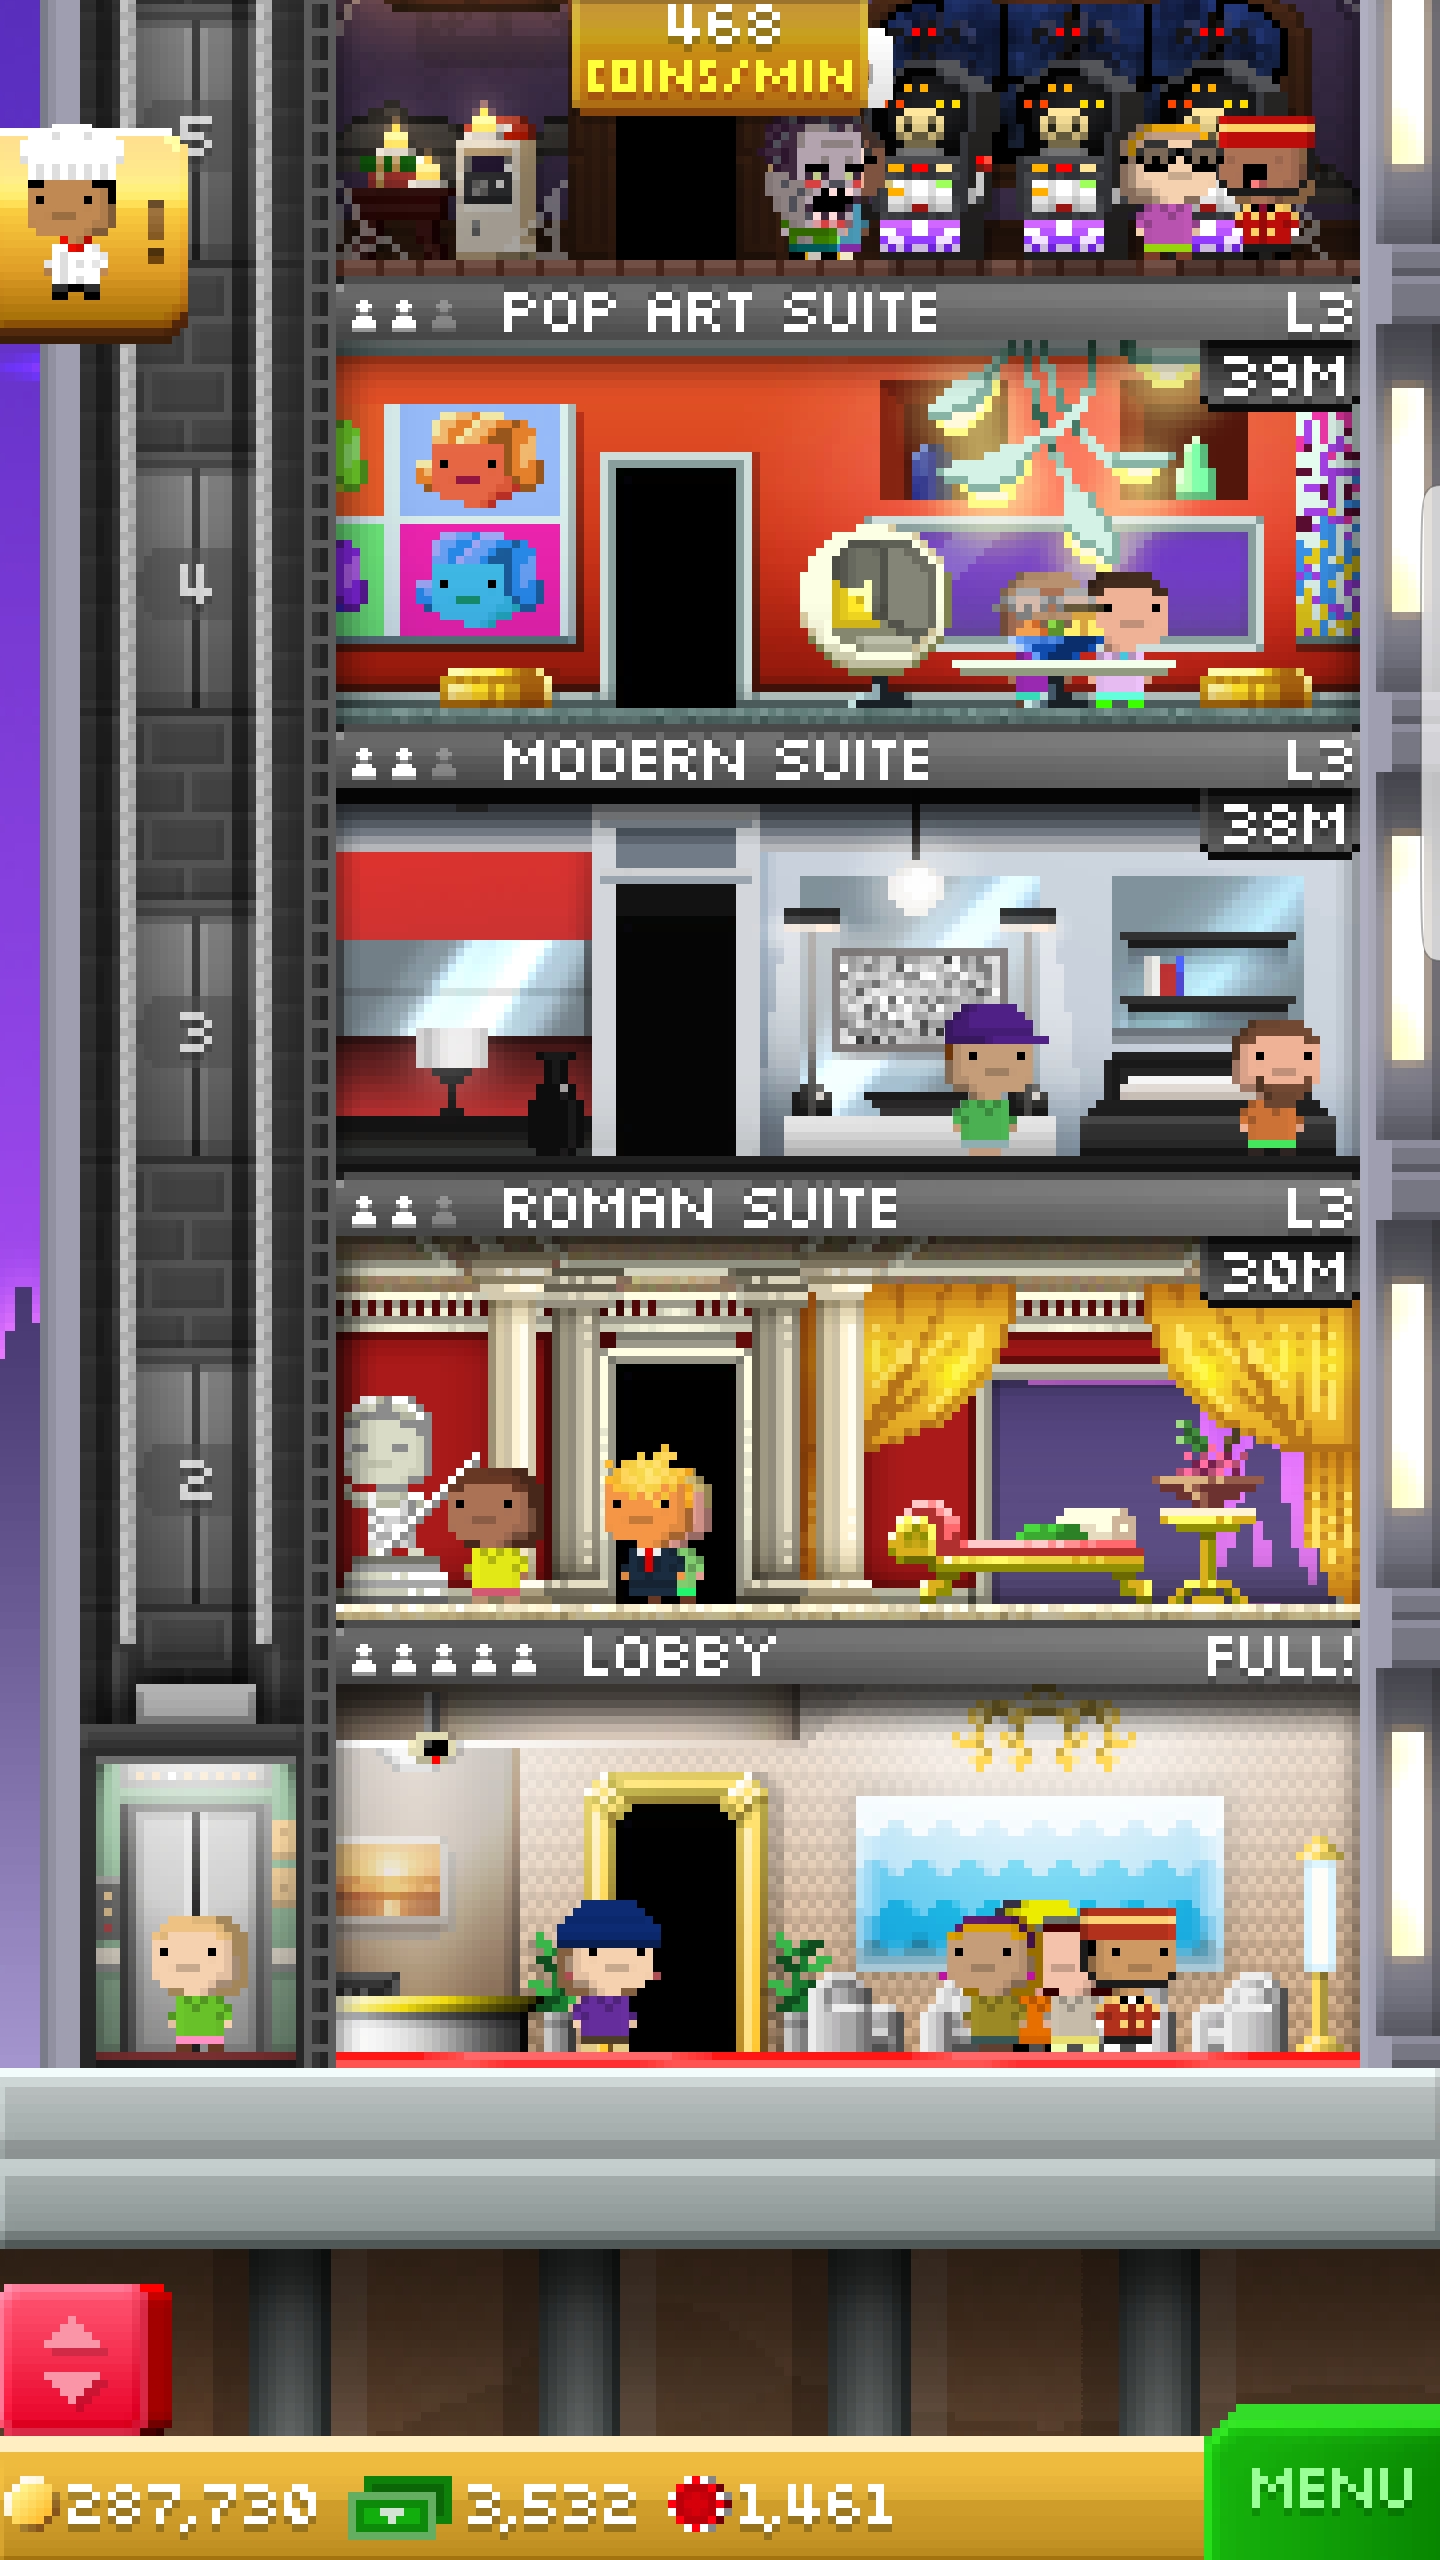 468
COINS/MIN
5
!
POP ART SUITE L3
39M
4
MODERN SUITE L3
38M
3
ROMAN SUITE L3
30M
2
LOBBY FULL!
287,730 3,532 1,461 MENU